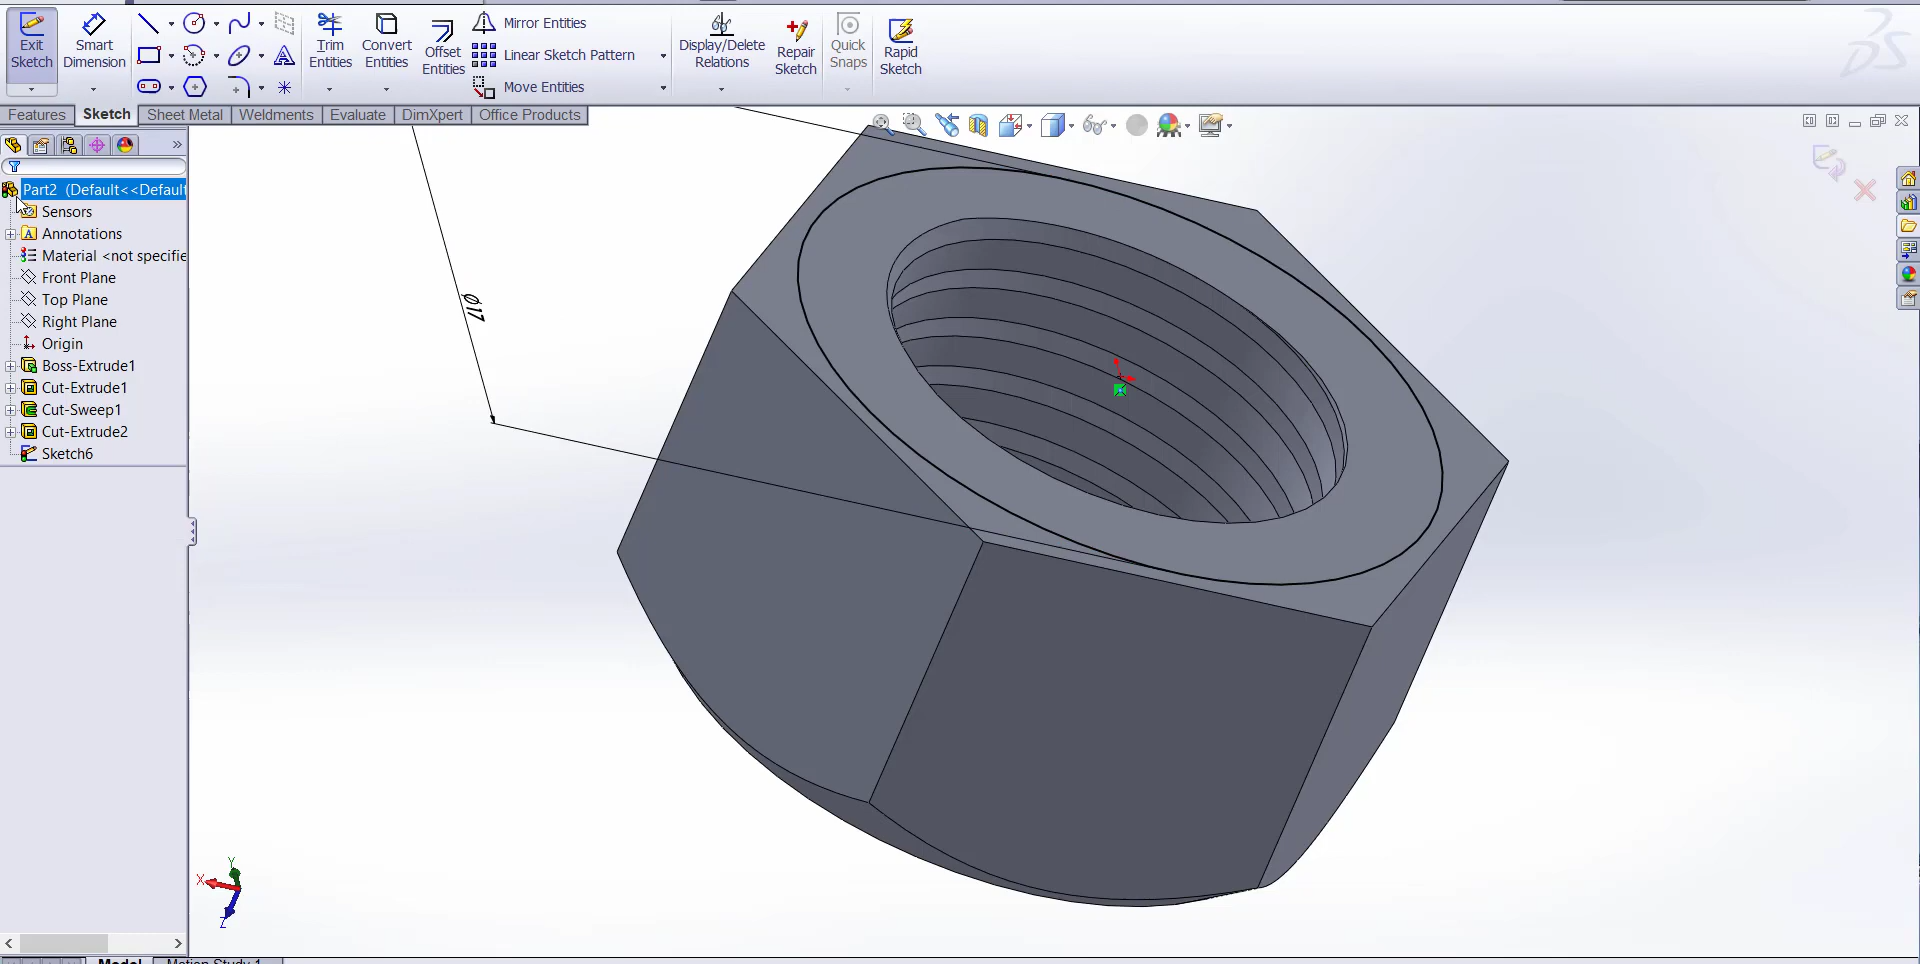 Exit Sketch
Smart Dimension
Trim Entities
Convert Entities
Offset Entities
Mirror Entities
Linear Sketch Pattern
Move Entities
Display/Delete Relations
Repair Sketch
Quick Snaps
Rapid Sketch
Features
Sketch
Sheet Metal
Weldments
Evaluate
DimXpert
Office Products
Part2 (Default<<Default
Sensors
Annotations
Material <not specifie
Front Plane
Top Plane
Right Plane
Origin
Boss-Extrude1
Cut-Extrude1
Cut-Sweep1
Cut-Extrude2
Sketch6
Ø17
Y
X
Z
Model
Motion Study 1